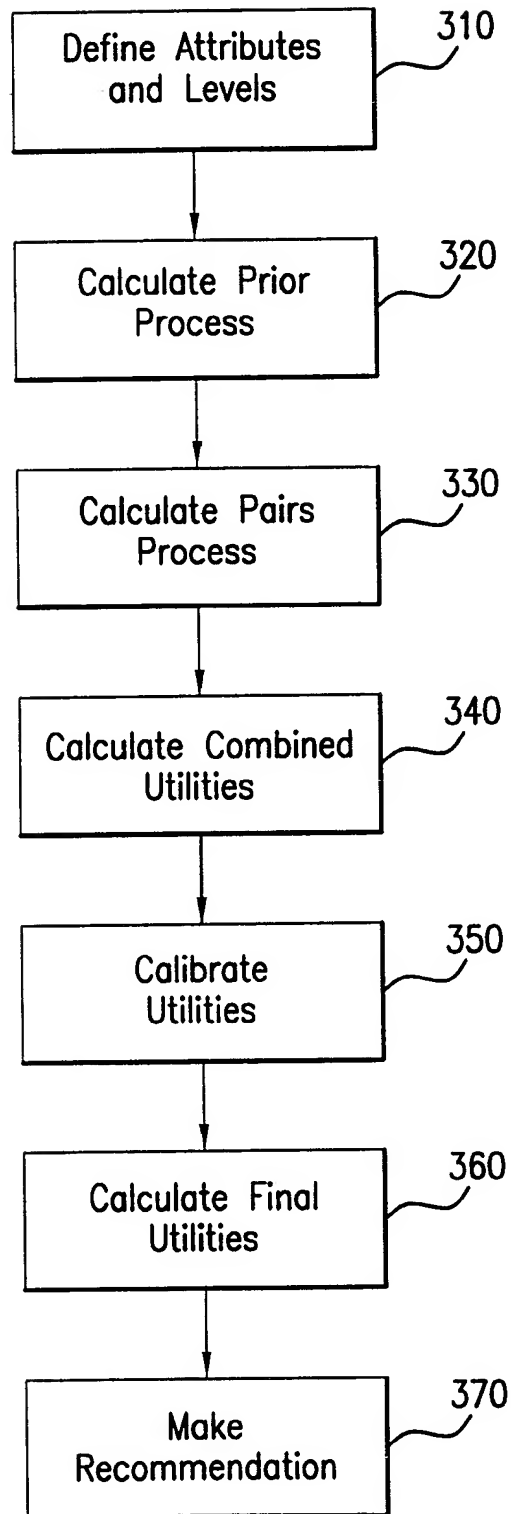 Define Attributes
and Levels
310
Calculate Prior
Process
320
Calculate Pairs
Process
330
Calculate Combined
Utilities
340
Calibrate
Utilities
350
Calculate Final
Utilities
360
Make
Recommendation
370